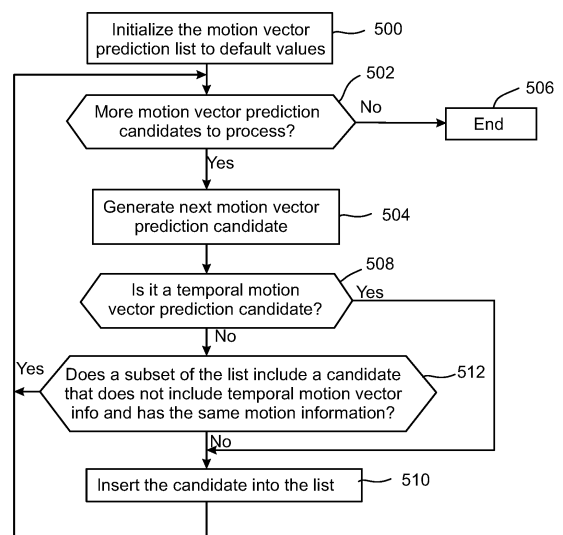 Initialize the motion vector
prediction list to default values
500
502
More motion vector prediction
candidates to process?
No
506
End
Yes
Generate next motion vector
prediction candidate
504
508
Is it a temporal motion
vector prediction candidate?
Yes
No
Yes
Does a subset of the list include a candidate
that does not include temporal motion vector
info and has the same motion information?
512
No
Insert the candidate into the list
510